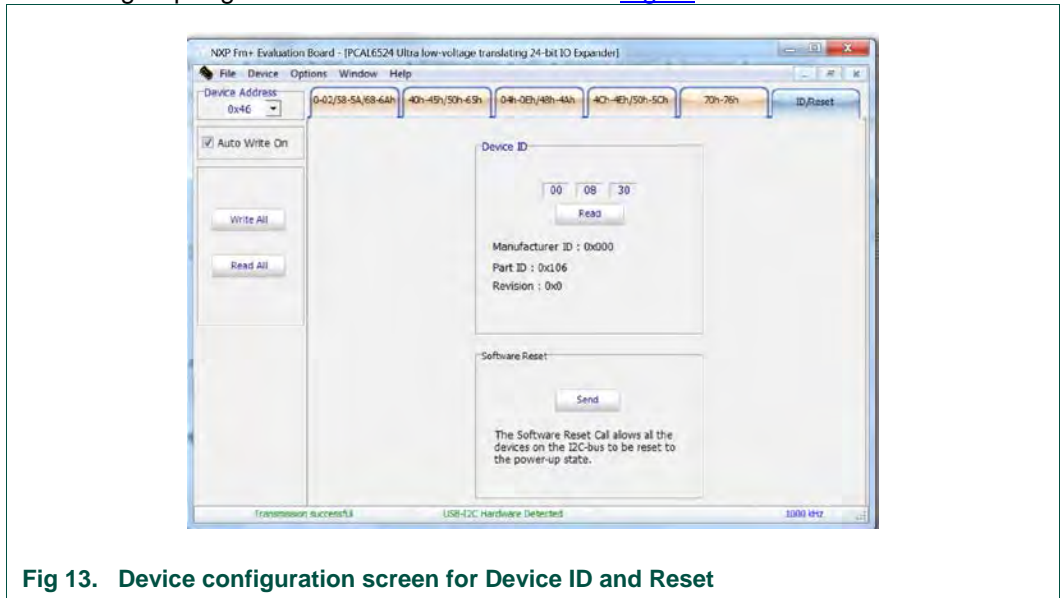 NXP Fm+ Evaluation Board - [PCAL6524 Ultra low-voltage translating 24-bit IO Expander]
File Device Options Window Help
Device Address
0x46
0-02/58-5A/68-6Ah 40h-45h/50h-65h 04h-0Eh/48h-4Ah 4Ch-4Eh/50h-5Ch 70h-76h ID/Reset
Auto Write On
Device ID
00 08 30
Read
Write All
Manufacturer ID : 0x000
Read All
Part ID : 0x106
Revision : 0x0
Software Reset
Send
The Software Reset Cal alows al the
devices on the I2C-bus to be reset to
the power-up state.
Transmission successful USB-I2C Hardware Detected 1000 kHz
Fig 13. Device configuration screen for Device ID and Reset